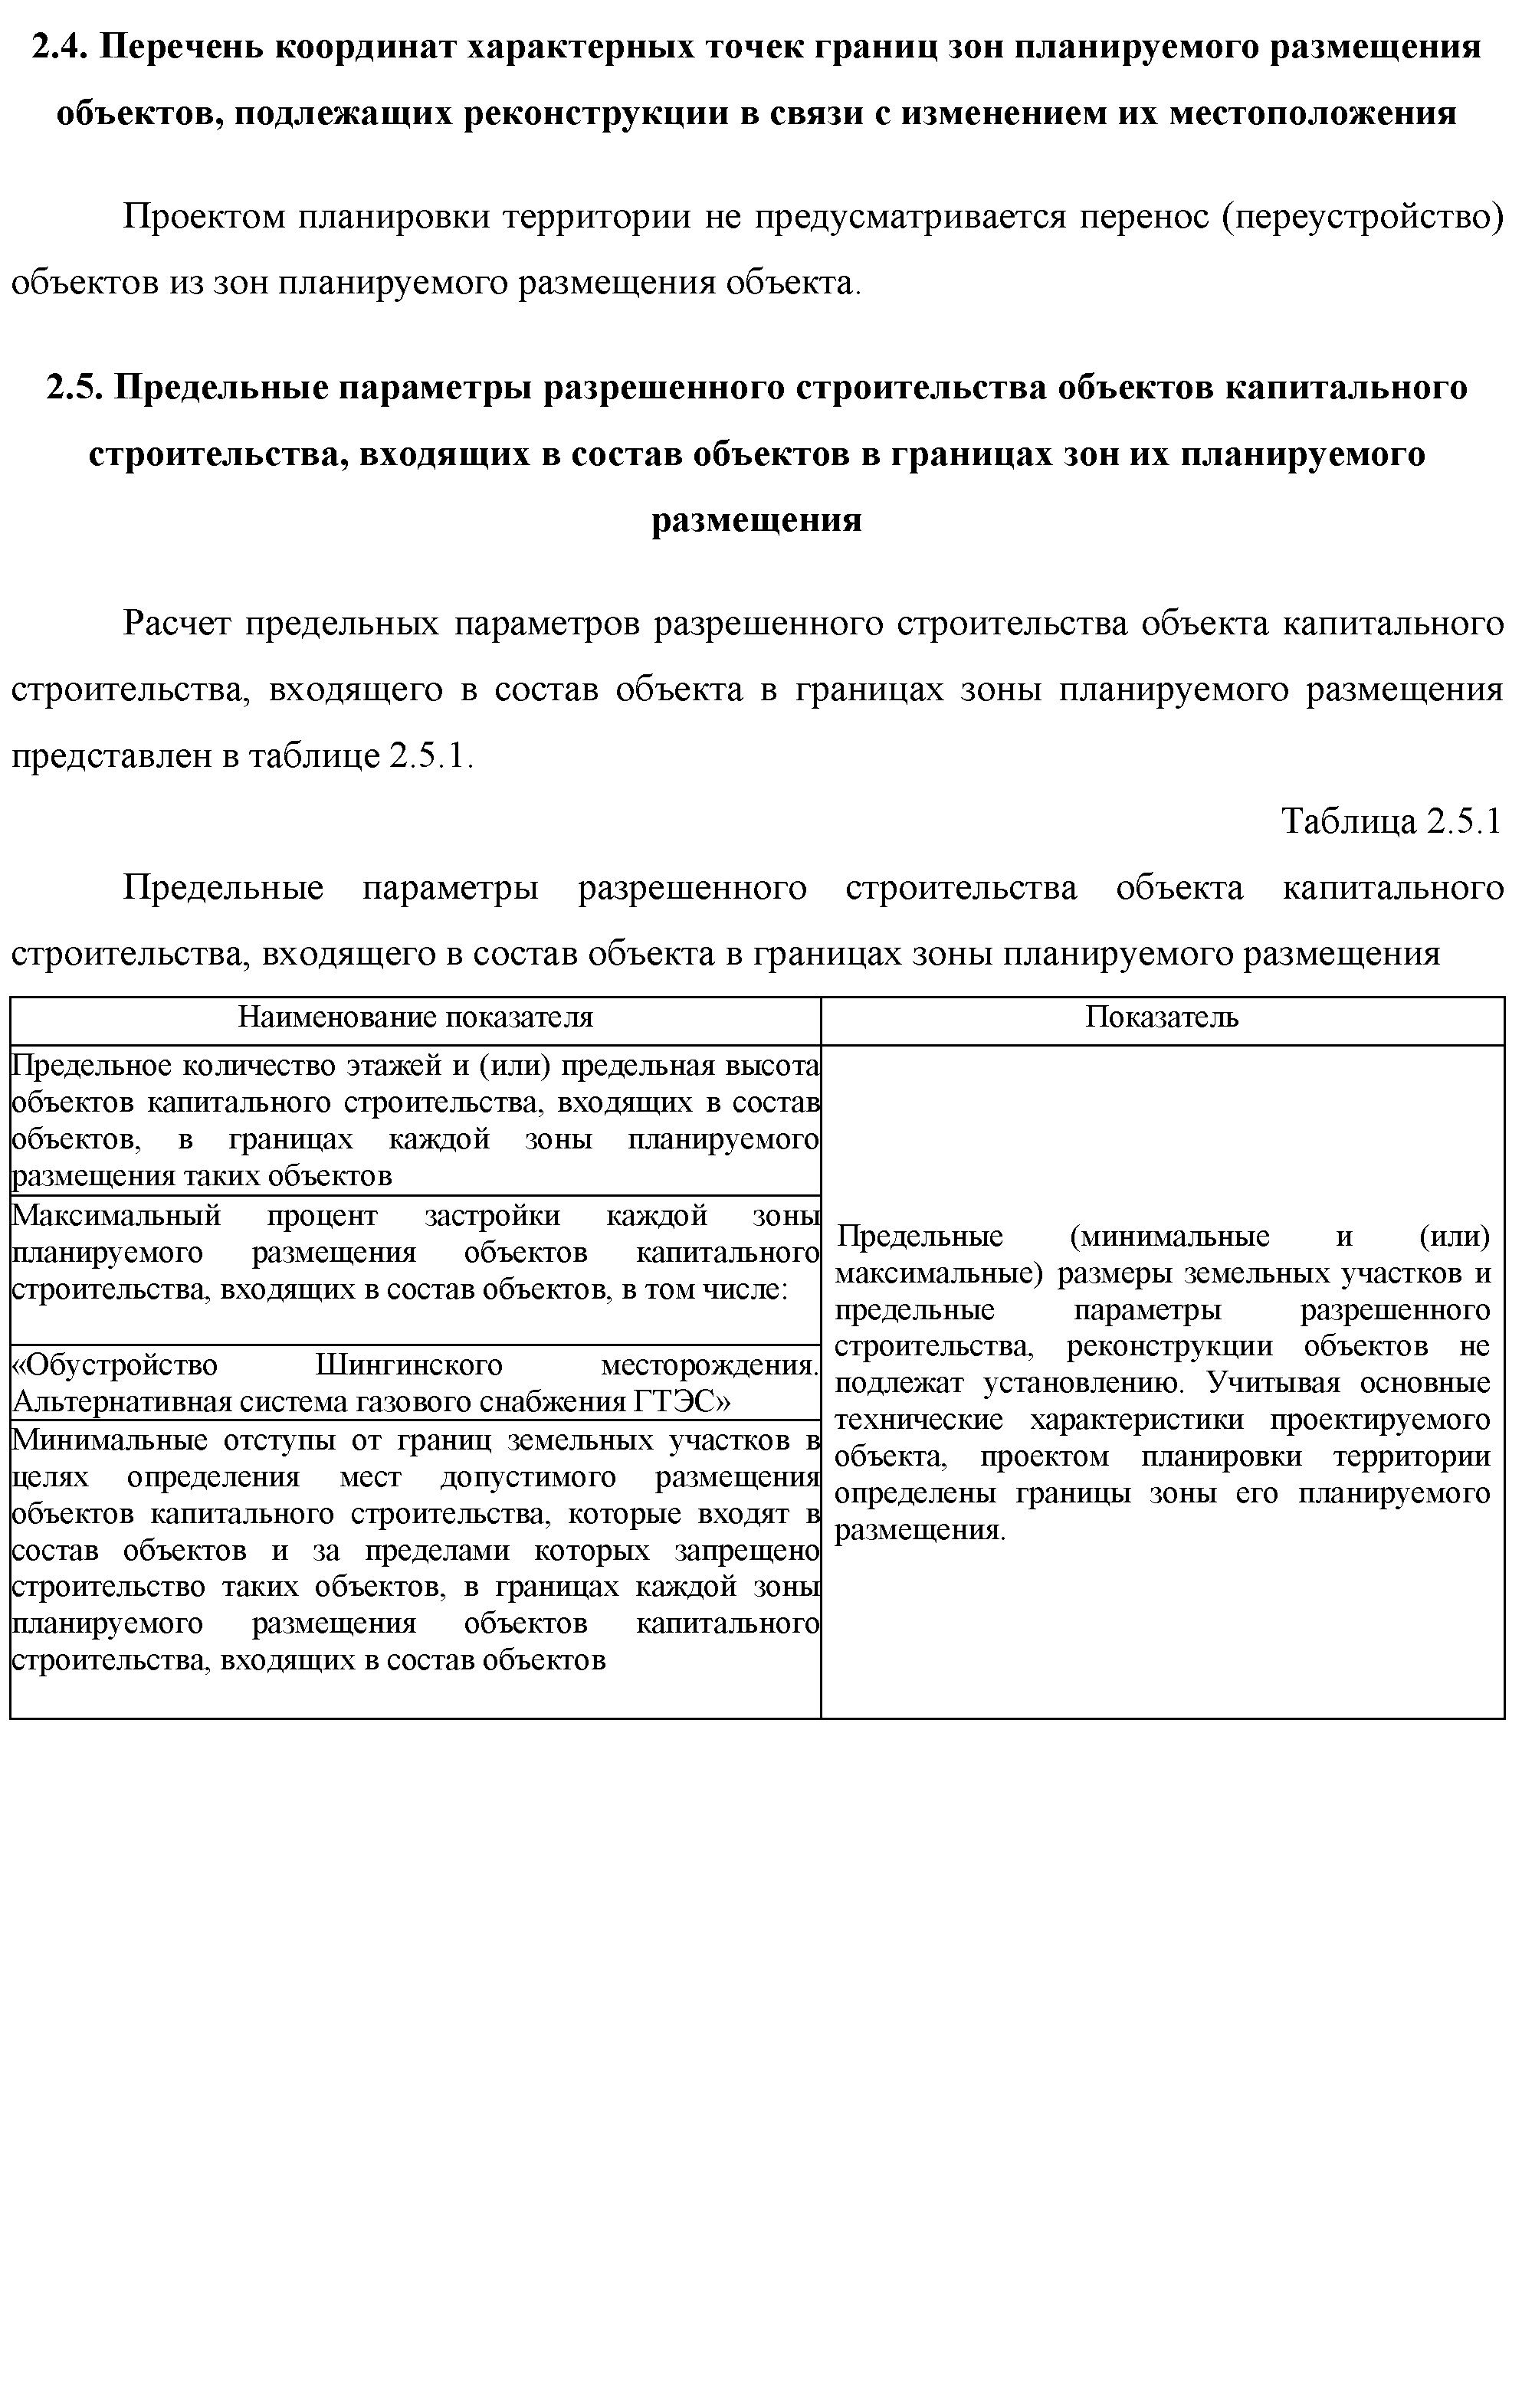 2.4. Перечень координат характерных точек границ зон планируемого размещения
объектов, подлежащих реконструкции в связи с изменением их местоположения
Проектом планировки территории не предусматривается перенос (переустройство)
объектов из зон планируемого размещения объекта.
2.5. Предельные параметры разрешенного строительства объектов капитального
строительства, входящих в состав объектов в границах зон их планируемого
размещения
Расчет предельных параметров разрешенного строительства объекта капитального
строительства, входящего в состав объекта в границах зоны планируемого размещения
представлен в таблице 2.5.1.
Таблица 2.5.1
Предельные параметры разрешенного строительства объекта капитального
строительства, входящего в состав объекта в границах зоны планируемого размещения
Наименование показателя
Показатель
Предельное количество этажей и (или) предельная высота
объектов капитального строительства, входящих в состав
объектов, в границах каждой зоны планируемого
размещения таких объектов
Максимальный процент застройки каждой зоны
планируемого размещения объектов капитального
строительства, входящих в состав объектов, в том числе:
«Обустройство Шингинского месторождения.
Альтернативная система газового снабжения ГТЭС»
Минимальные отступы от границ земельных участков в
целях определения мест допустимого размещения
объектов капитального строительства, которые входят в
состав объектов и за пределами которых запрещено
строительство таких объектов, в границах каждой зоны
планируемого размещения объектов капитального
строительства, входящих в состав объектов
Предельные (минимальные и (или)
максимальные) размеры земельных участков и
предельные параметры разрешенного
строительства, реконструкции объектов не
подлежат установлению. Учитывая основные
технические характеристики проектируемого
объекта, проектом планировки территории
определены границы зоны его планируемого
размещения.